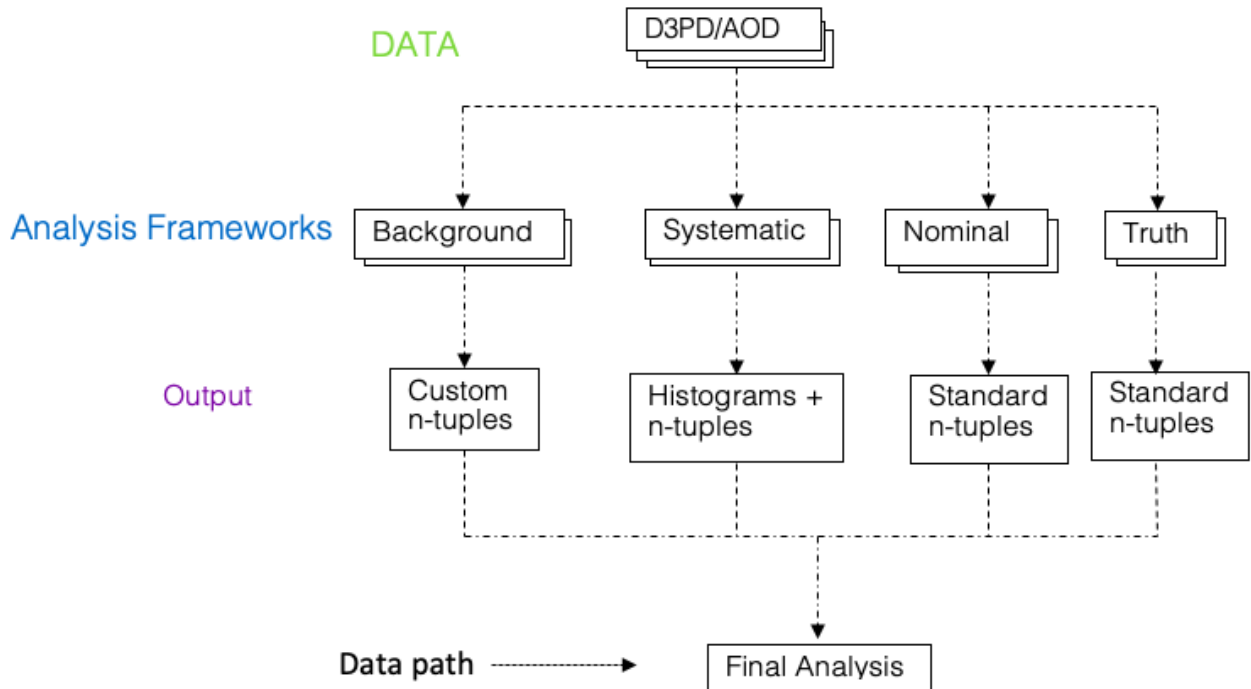 D3PD/AOD
DATA
Analysis Frameworks
Background
Systematic
Nominal
Truth
Output
Custom
n-tuples
Histograms +
n-tuples
Standard
n-tuples
Standard
n-tuples
Data path
Final Analysis